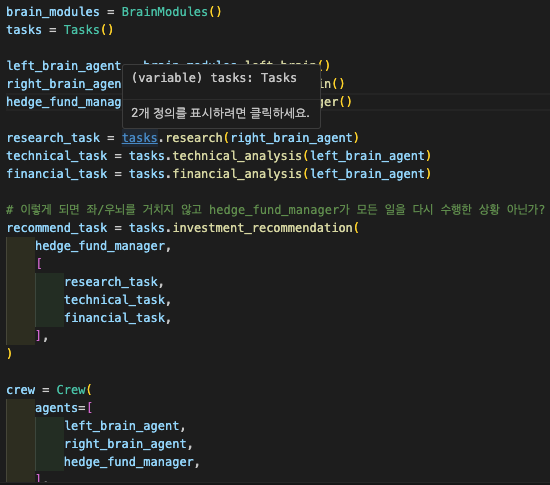 brain_modules = BrainModules()
tasks = Tasks()
left_brain_agent
right_brain_agen
hedge_fund_manag
(variable) tasks: Tasks
2개 정의를 표시하려면 클릭하세요.
research_task = tasks.research(right_brain_agent)
technical_task = tasks.technical_analysis(left_brain_agent)
financial_task = tasks.financial_analysis(left_brain_agent)
# 이렇게 되면 좌/우뇌를 거치지 않고 hedge_fund_manager가 모든 일을 다시 수행한 상황 아닌가?
recommend_task = tasks.investment_recommendation(
hedge_fund_manager,
[
research_task,
technical_task,
financial_task,
],
)
crew = Crew(
agents=[
left_brain_agent,
right_brain_agent,
hedge_fund_manager,
],